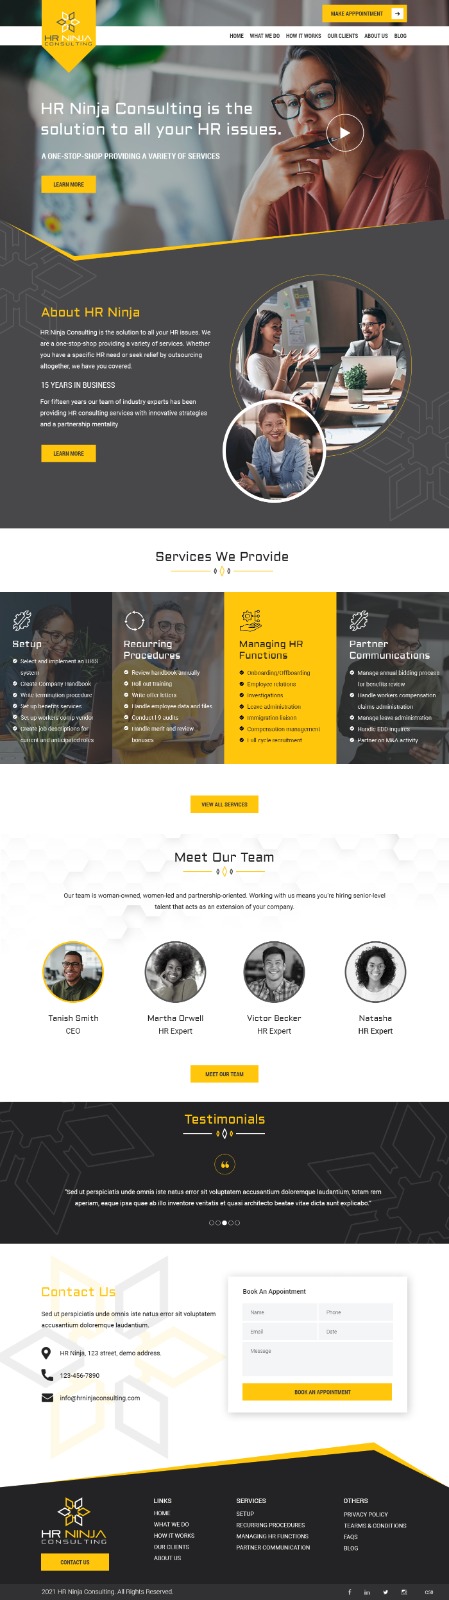 MAKE APPPOINTMENT
HR NINJA
CONSULTING
HOME WHAT WE DO HOW IT WORKS OUR CLIENTS ABOUT US BLOG
HR Ninja Consulting is the
solution to all your HR issues.
A ONE-STOP-SHOP PROVIDING A VARIETY OF SERVICES
LEARN MORE
About HR Ninja
HR Ninja Consulting is the solution to all your HR issues. We
are a one-stop-shop providing a variety of services. Whether
you have a specific HR need or seek relief by outsourcing
altogether, we have you covered.
15 YEARS IN BUSINESS
For fifteen years our team of industry experts has been
providing HR consulting services with innovative strategies
and a partnership mentality
LEARN MORE
Services We Provide
Setup
Select and implement an HRIS
system
Create Company Handbook
Write termination procedure
Set up benefits services
Set up workers comp vendor
Create job descriptions for
current and anticipated roles
Recurring
Procedures
Review handbook annually
Roll out training
Write offer letters
Handle employee data and files
Conduct I-9 audits
Handle merit and review
bonuses
Managing HR
Functions
Onboarding/Offboarding
Employee relations
Investigations
Leave administration
Immigration liaison
Compensation management
Full-cycle recruitment
Partner
Communications
Manage annual bidding process
for benefits review
Handle workers compensation
claims administration
Manage leave administration
Handle EDD inquires
Partner on M&A activity
VIEW ALL SERVICES
Meet Our Team
Our team is woman-owned, women-led and partnership-oriented. Working with us means you're hiring senior-level
talent that acts as an extension of your company.
Tanish Smith
CEO
Martha Orwell
HR Expert
Victor Becker
HR Expert
Natasha
HR Expert
MEET OUR TEAM
Testimonials
"Sed ut perspiciatis unde omnis iste natus error sit voluptatem accusantium doloremque laudantium, totam rem
aperiam, eaque ipsa quae ab illo inventore veritatis et quasi architecto beatae vitae dicta sunt explicabo."
Contact Us
Sed ut perspiciatis unde omnis iste natus error sit voluptatem
accusantium doloremque laudantium.
HR Ninja, 123 street, demo address.
123-456-7890
info@hrninjaconsulting.com
Book An Appointment
Name
Phone
Email
Date
Message
BOOK AN APPOINTMENT
HR NINJA
CONSULTING
CONTACT US
LINKS
HOME
WHAT WE DO
HOW IT WORKS
OUR CLIENTS
ABOUT US
SERVICES
SETUP
RECURRING PROCEDURES
MANAGING HR FUNCTIONS
PARTNER COMMUNICATION
OTHERS
PRIVACY POLICY
TEARMS & CONDITIONS
FAQS
BLOG
2021 HR Ninja Consulting. All Rights Reserved.